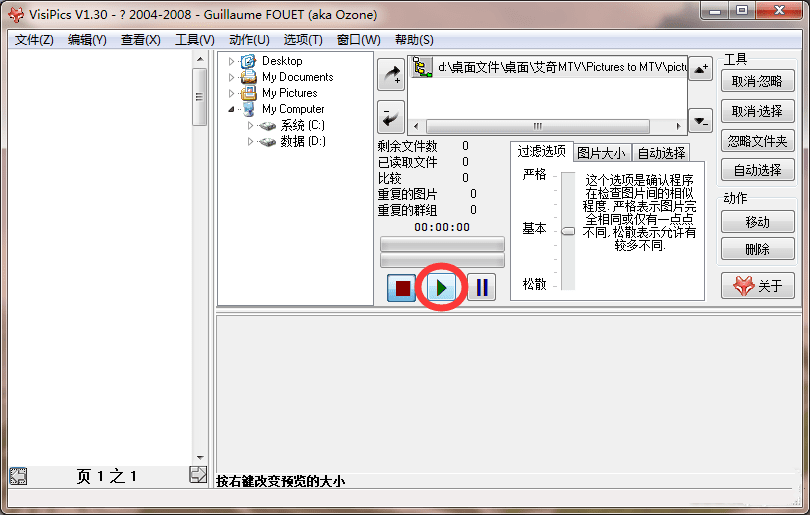 VisiPics V1.30 - ? 2004-2008 - Guillaume FOUET (aka Ozone)
文件(Z) 编辑(Y) 查看(X) 工具(V) 动作(U) 选项(T) 窗口(W) 帮助(S)
Desktop
My Documents
My Pictures
My Computer
系统 (C:)
数据 (D:)
d:\桌面文件\桌面\艾奇MTV\Pictures to MTV\pictu
剩余文件数 0
已读取文件 0
比较 0
重复的图片 0
重复的群组 0
00:00:00
过滤选项 图片大小 自动选择
严格
基本
松散
这个选项是确认程序
在检查图片间的相似
程度. 严格表示图片完
全相同或仅有一点点
不同. 松散表示允许有
较多不同.
工具
取消·忽略
取消·选择
忽略文件夹
自动选择
动作
移动
删除
关于
页 1 之 1
按右键改变预览的大小